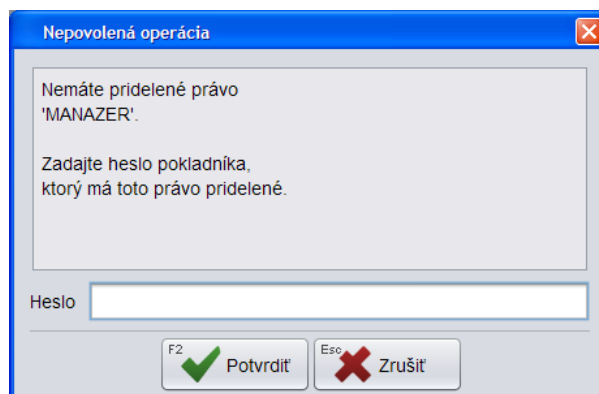 Nepovolená operácia
Nemáte pridelené právo
'MANAZER'.
Zadajte heslo pokladníka,
ktorý má toto právo pridelené.
Heslo
F2 Potvrdiť
Esc Zrušiť